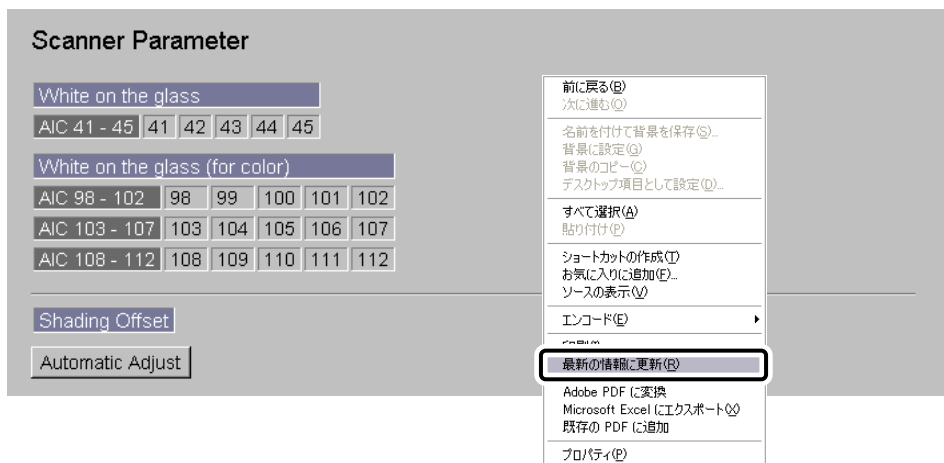 Scanner Parameter
White on the glass
AIC 41 - 45 41 42 43 44 45
White on the glass (for color)
AIC 98 - 102 98 99 100 101 102
AIC 103 - 107 103 104 105 106 107
AIC 108 - 112 108 109 110 111 112
Shading Offset
Automatic Adjust
前に戻る(B)
次に進む(O)
名前を付けて背景を保存(S)...
背景に設定(G)
背景のコピー(C)
デスクトップ項目として設定(D)...
すべて選択(A)
貼り付け(P)
ショートカットの作成(T)
お気に入りに追加(F)...
ソースの表示(V)
エンコード(E)
最新の情報に更新(R)
Adobe PDF に変換
Microsoft Excel にエクスポート(X)
既存の PDF に追加
プロパティ(P)